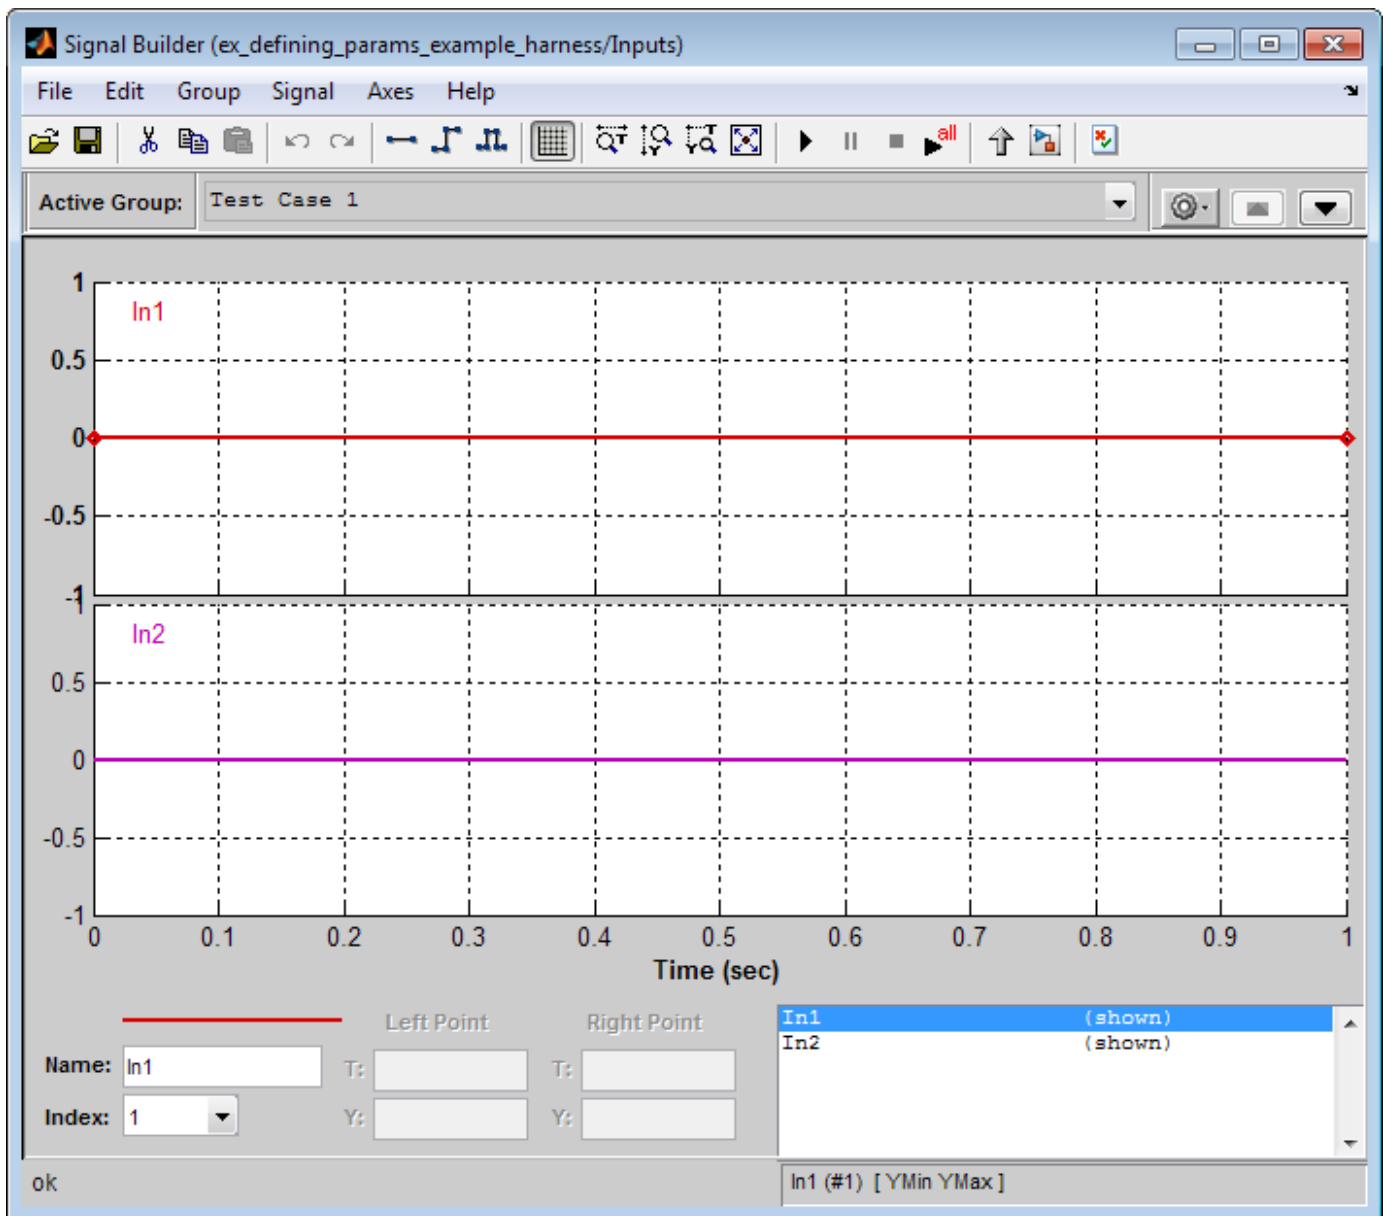 Signal Builder (ex_defining_params_example_harness/Inputs)
File Edit Group Signal Axes Help
all
Active Group: Test Case 1
1
In1
0.5
0
-0.5
-1
1
In2
0.5
0
-0.5
-1
0 0.1 0.2 0.3 0.4 0.5 0.6 0.7 0.8 0.9 1
Time (sec)
Left Point Right Point
In1 (shown)
In2 (shown)
Name: In1 T: T:
Index: 1 Y: Y:
ok In1 (#1) [ YMin YMax ]